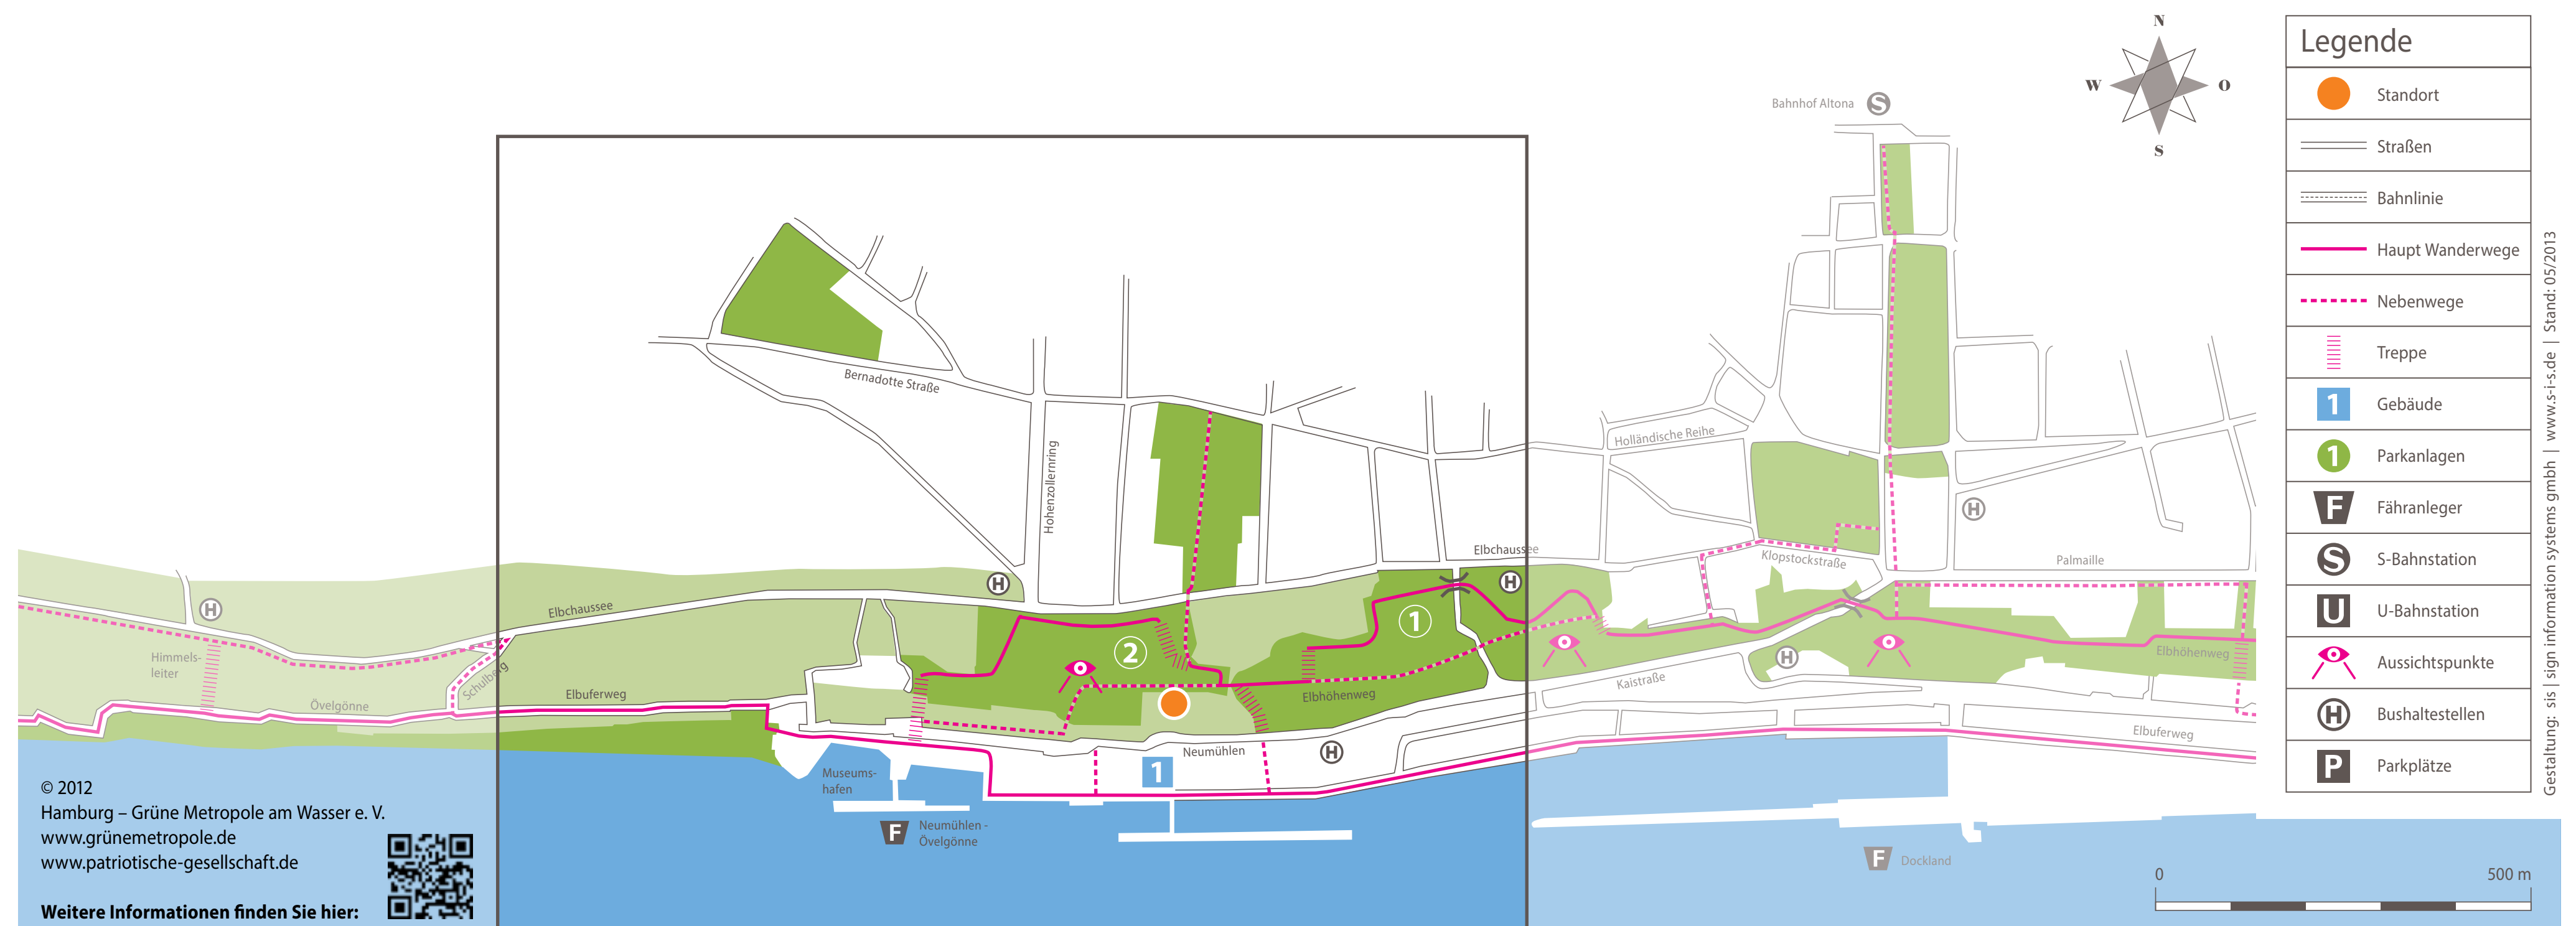 N
W
O
S
Bahnhof Altona
S
Bernadotte Straße
Hohenzollernring
Holländische Reihe
Elbchaussee
Klopstockstraße
Palmaille
H
H
H
H
Elbchaussee
Himmels-
leiter
Schulberg
Övelgönne
Elbuferweg
2
1
Elbhöhenweg
Kaistraße
H
Elbhöhenweg
Elbuferweg
Neumühlen
H
1
Museums-
hafen
F
Neumühlen -
Övelgönne
F
Dockland
© 2012
Hamburg – Grüne Metropole am Wasser e. V.
www.grünemetropole.de
www.patriotische-gesellschaft.de
Weitere Informationen finden Sie hier:
0
500 m
Legende
Standort
Straßen
Bahnlinie
Haupt Wanderwege
Nebenwege
Treppe
1 Gebäude
1 Parkanlagen
F Fähranleger
S S-Bahnstation
U U-Bahnstation
Aussichtspunkte
H Bushaltestellen
P Parkplätze
Gestaltung: sis | sign information systems gmbh | www.s-i-s.de | Stand: 05/2013